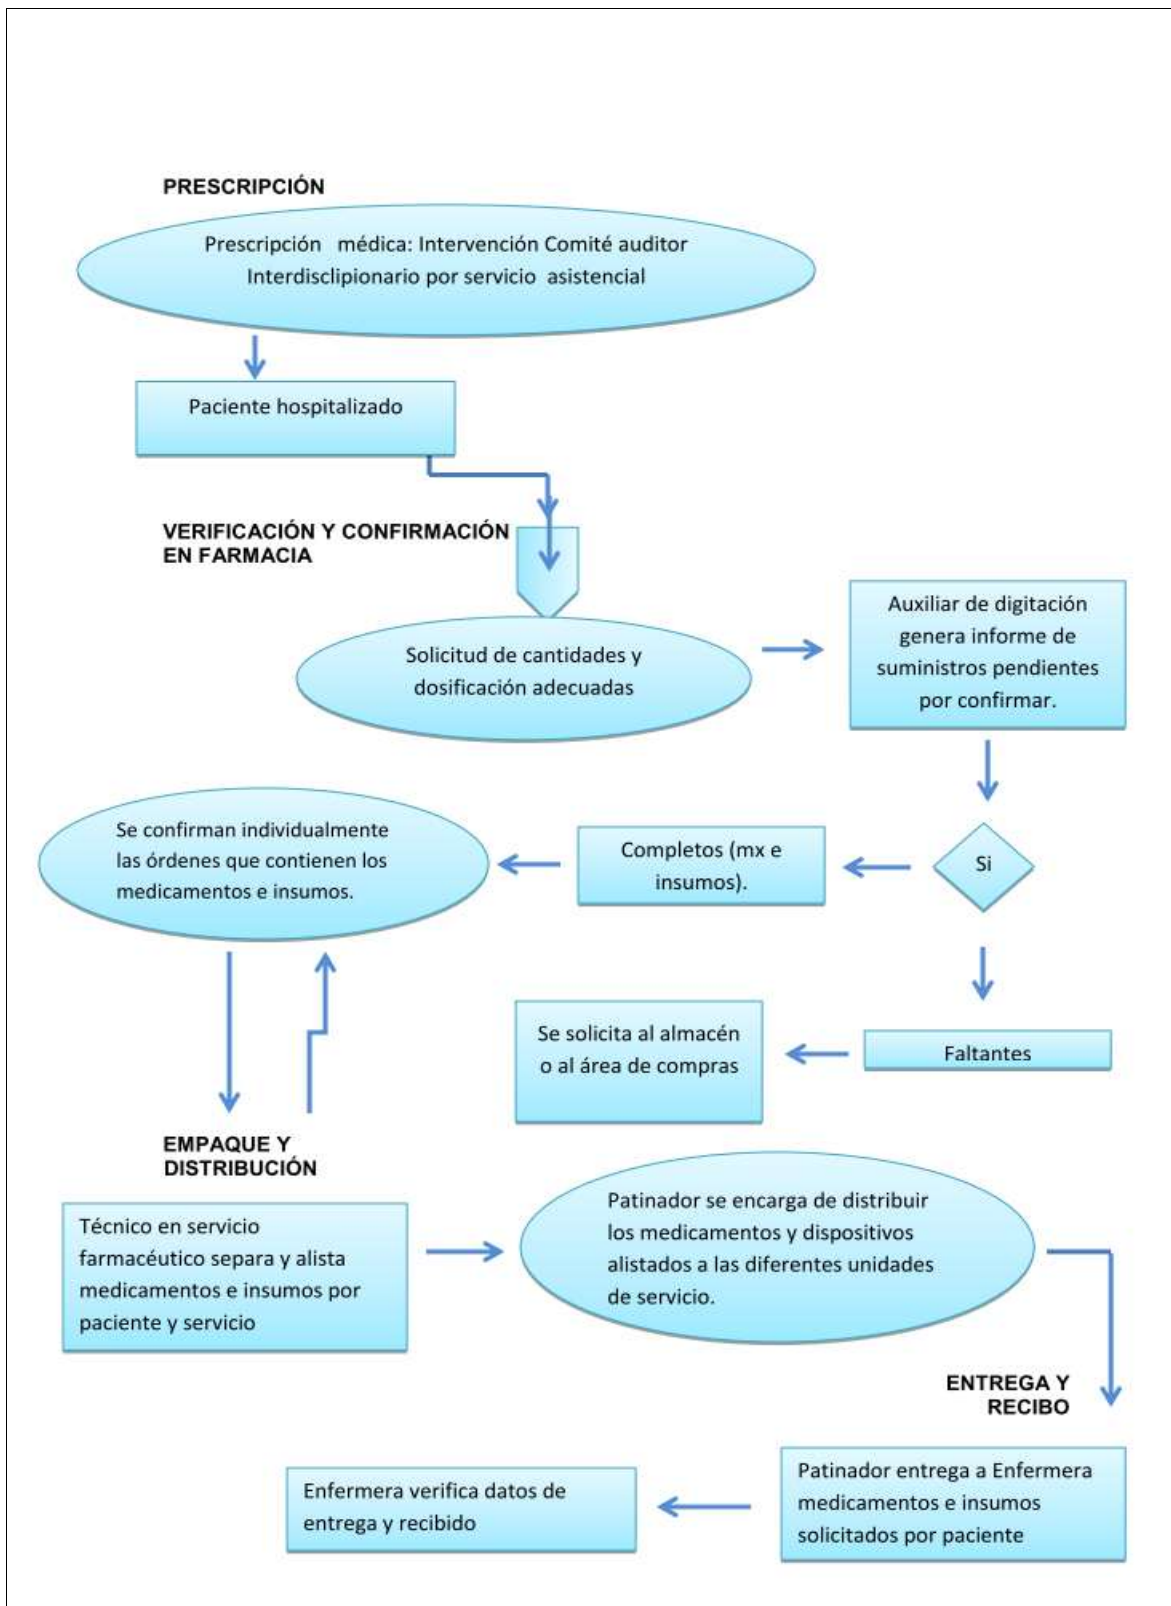 PRESCRIPCIÓN
Prescripción médica: Intervención Comité auditor
Interdisclipionario por servicio asistencial
Paciente hospitalizado
VERIFICACIÓN Y CONFIRMACIÓN
EN FARMACIA
Solicitud de cantidades y
dosificación adecuadas
Auxiliar de digitación
genera informe de
suministros pendientes
por confirmar.
Si
Completos (mx e
insumos).
Se confirman individualmente
las órdenes que contienen los
medicamentos e insumos.
Faltantes
Se solicita al almacén
o al área de compras
EMPAQUE Y
DISTRIBUCIÓN
Técnico en servicio
farmacéutico separa y alista
medicamentos e insumos por
paciente y servicio
Patinador se encarga de distribuir
los medicamentos y dispositivos
alistados a las diferentes unidades
de servicio.
ENTREGA Y
RECIBO
Patinador entrega a Enfermera
medicamentos e insumos
solicitados por paciente
Enfermera verifica datos de
entrega y recibido